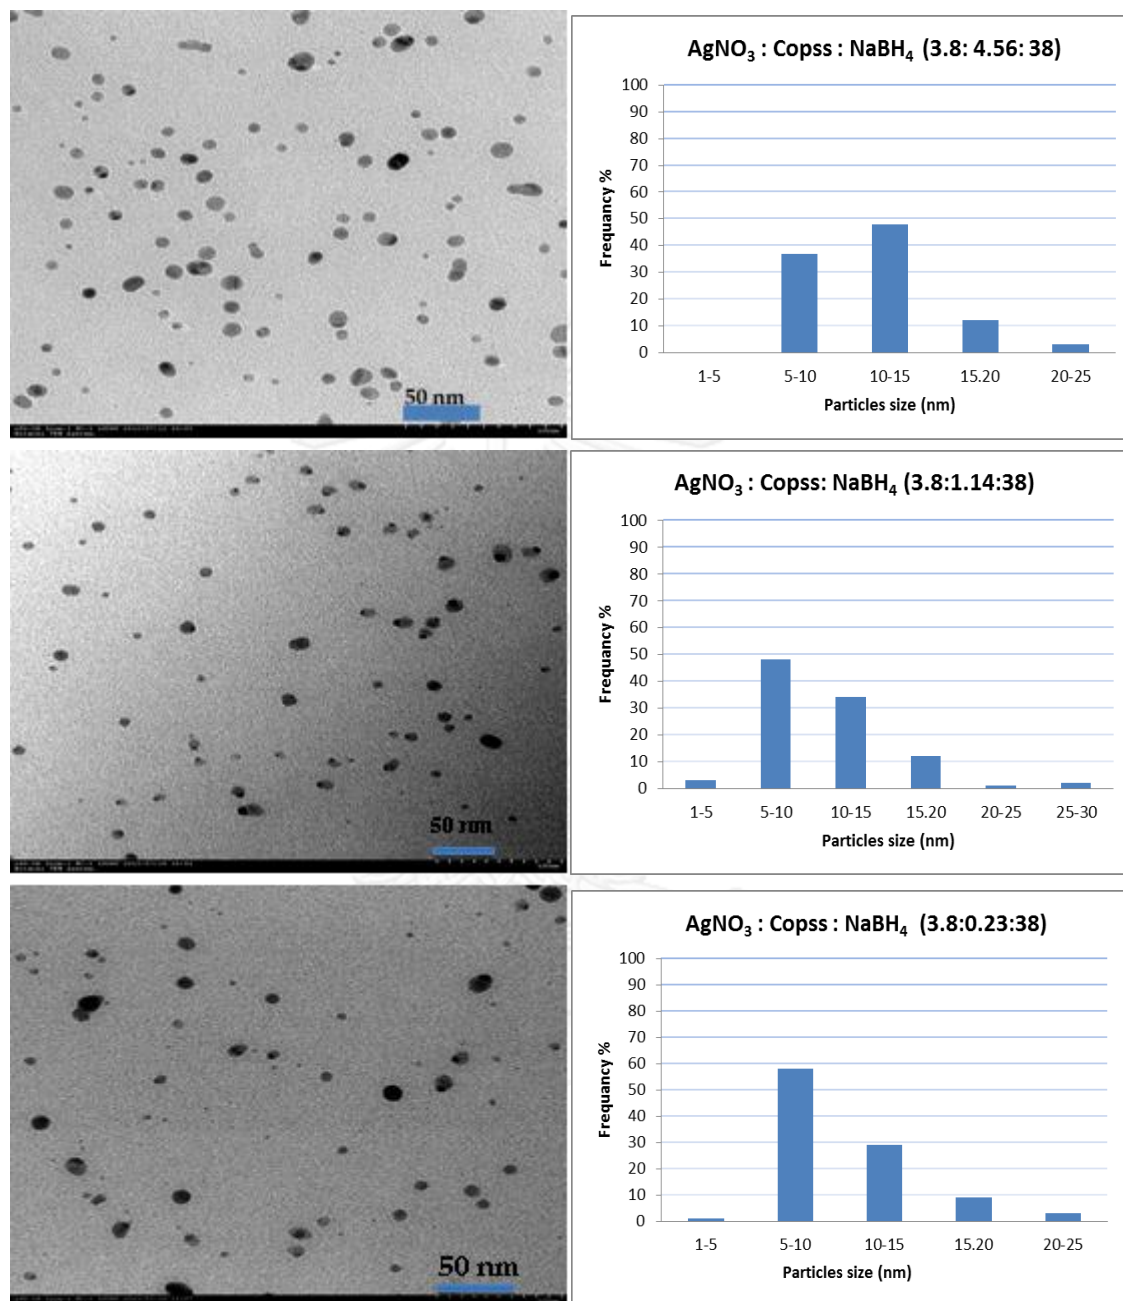 AgNO3 : Copss : NaBH4 (3.8: 4.56: 38)
100
90
80
70
60
50
40
30
20
10
0
Frequancy %
1-5 5-10 10-15 15.20 20-25
Particles size (nm)
50 nm
AgNO3 : Copss: NaBH4 (3.8:1.14:38)
100
90
80
70
60
50
40
30
20
10
0
Frequancy %
1-5 5-10 10-15 15.20 20-25 25-30
Particles size (nm)
50 nm
AgNO3 : Copss : NaBH4 (3.8:0.23:38)
100
90
80
70
60
50
40
30
20
10
0
Frequancy %
1-5 5-10 10-15 15.20 20-25
Particles size (nm)
50 nm